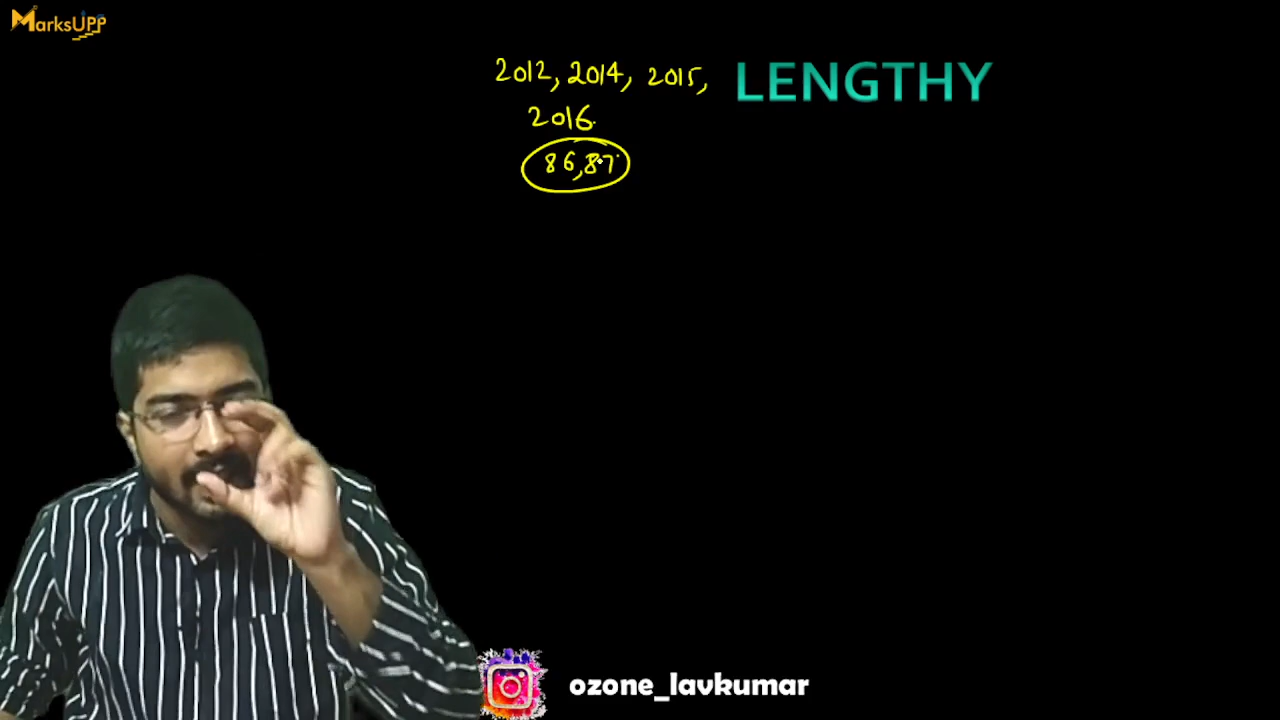 MarksUPP
2012, 2014, 2015, LENGTHY
2016.
86,87
ozone_lavkumar